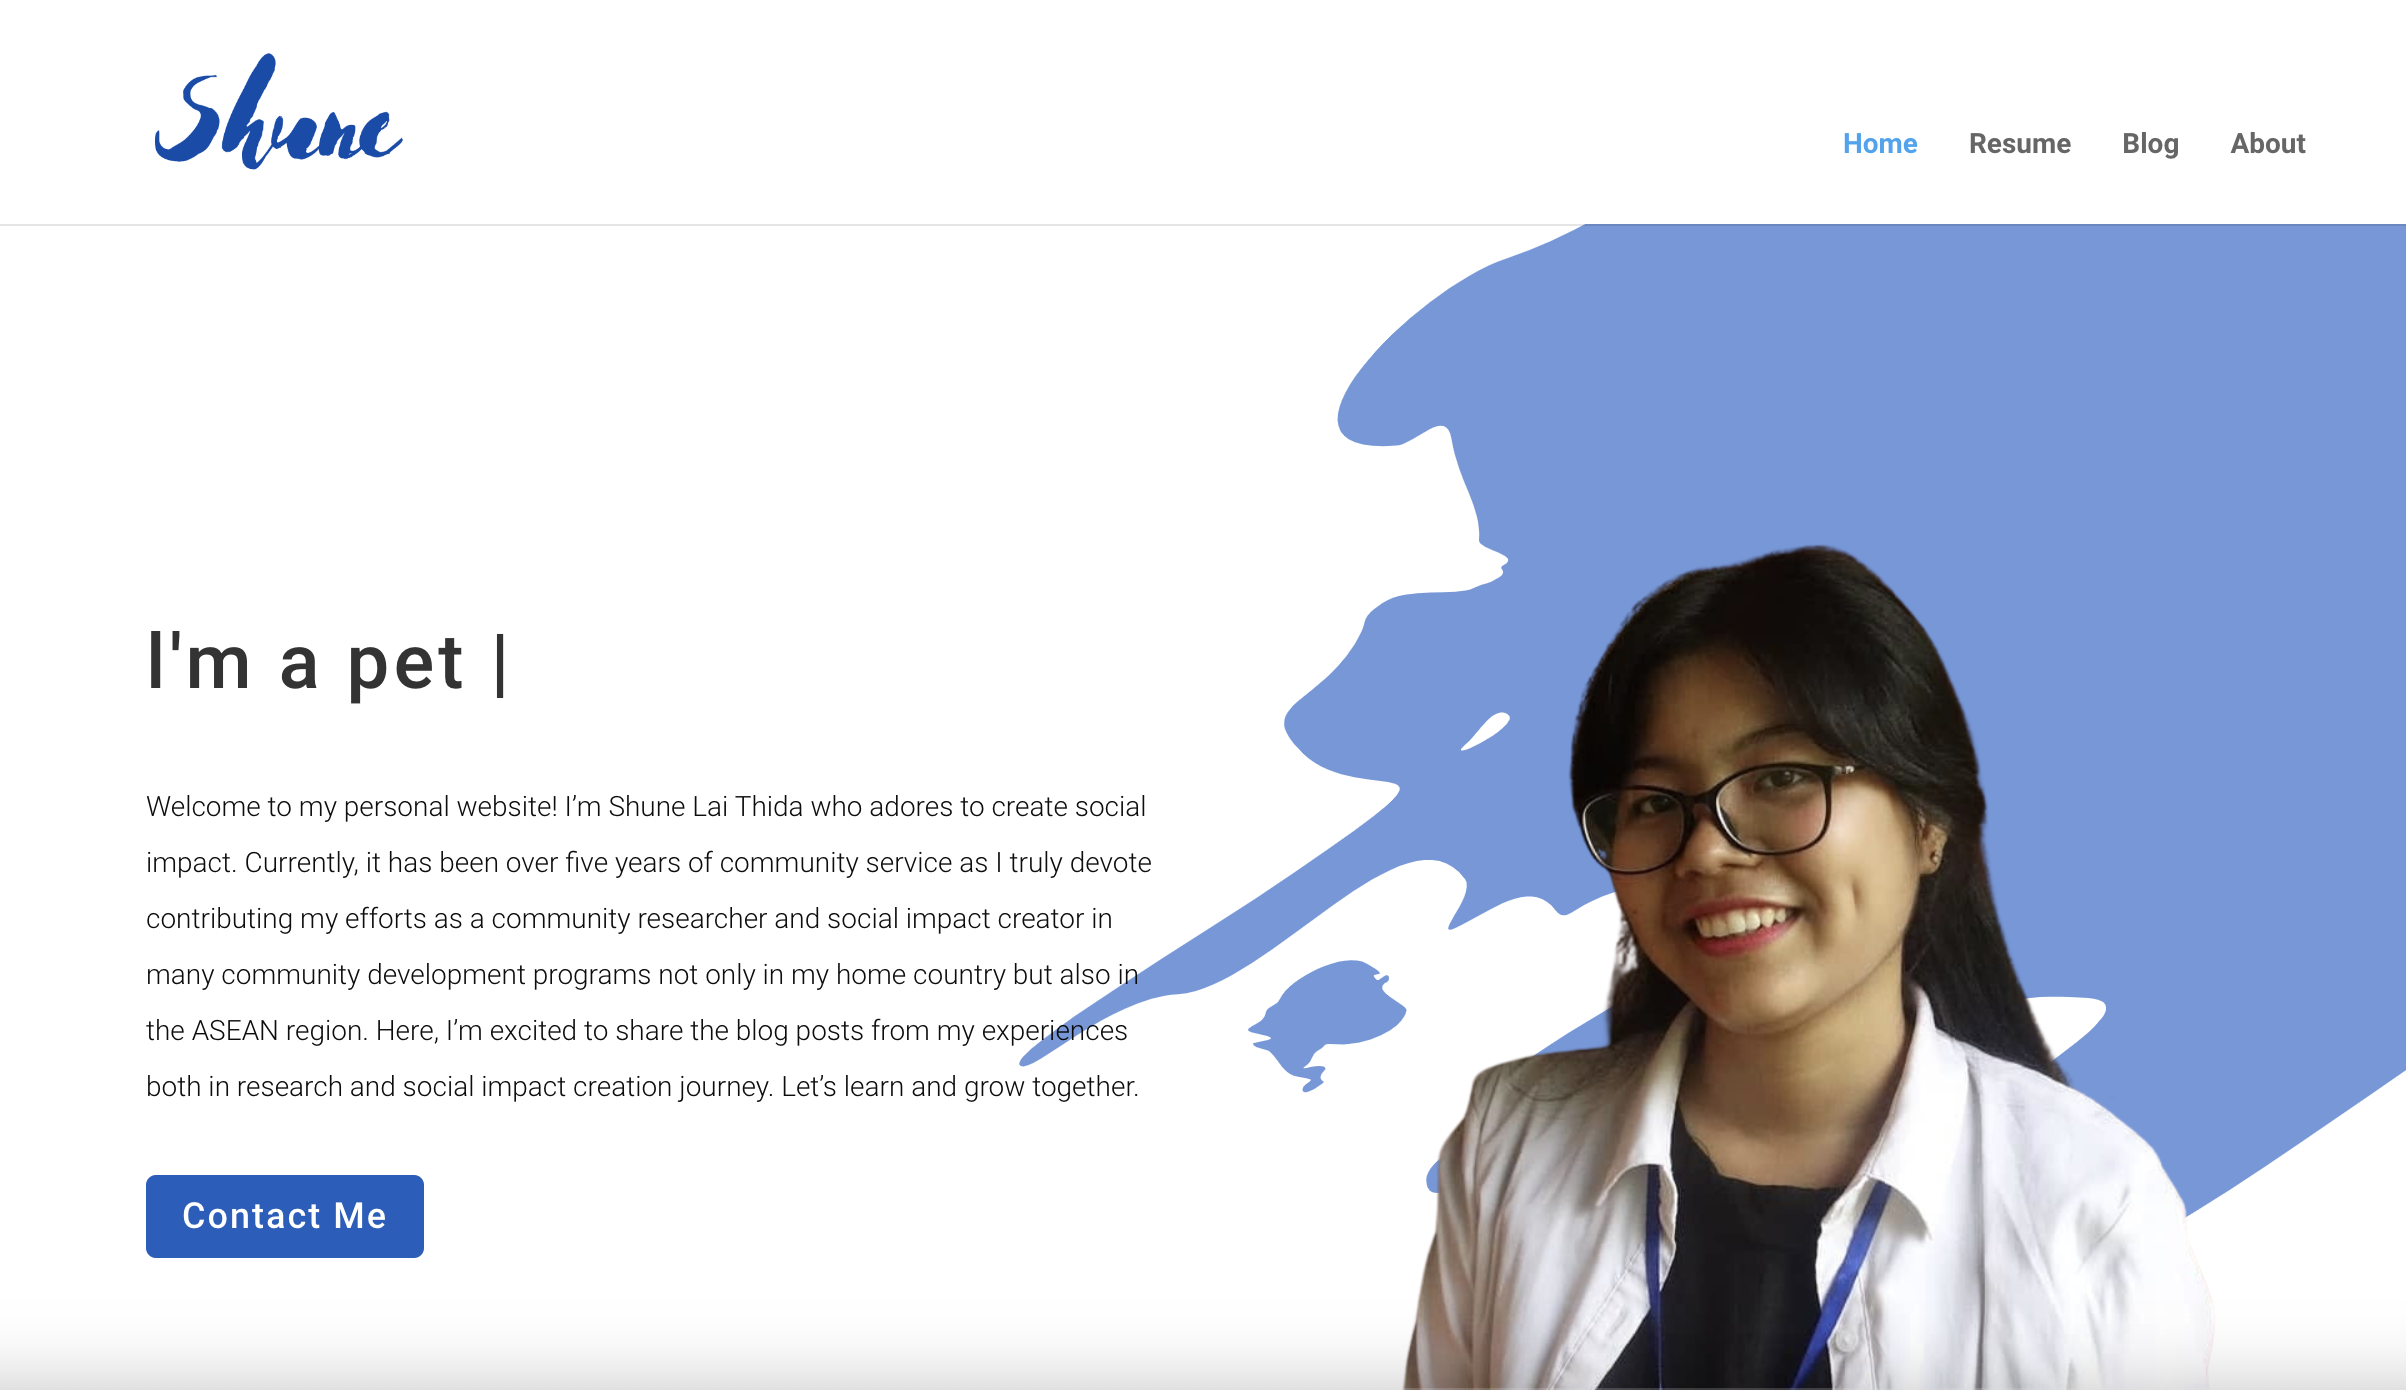 Shune
Home Resume Blog About
I'm a pet |
Welcome to my personal website! I’m Shune Lai Thida who adores to create social
impact. Currently, it has been over five years of community service as I truly devote
contributing my efforts as a community researcher and social impact creator in
many community development programs not only in my home country but also in
the ASEAN region. Here, I’m excited to share the blog posts from my experiences
both in research and social impact creation journey. Let’s learn and grow together.
Contact Me